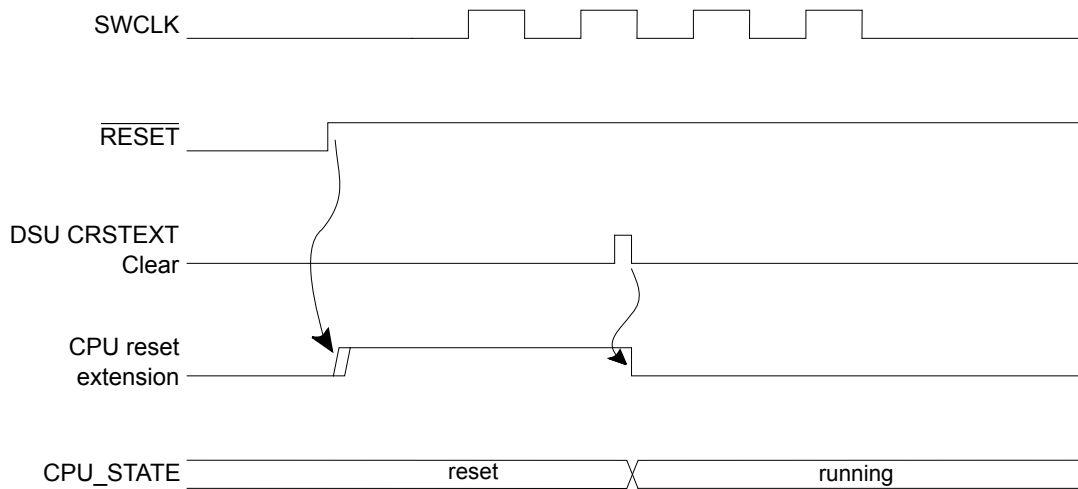 SWCLK
RESET
DSU CRSTEXT
Clear
CPU reset
extension
CPU_STATE
reset
running